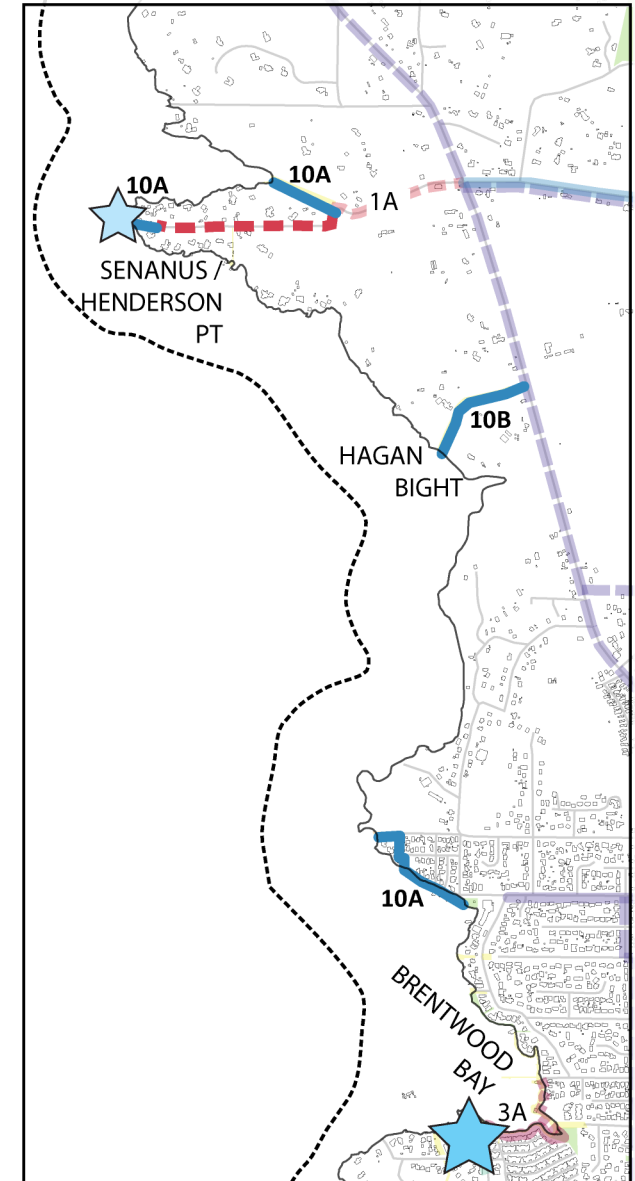 10A
10A
1A
SENANUS /
HENDERSON
PT
10B
HAGAN
BIGHT
10A
BRENTWOOD
BAY
3A